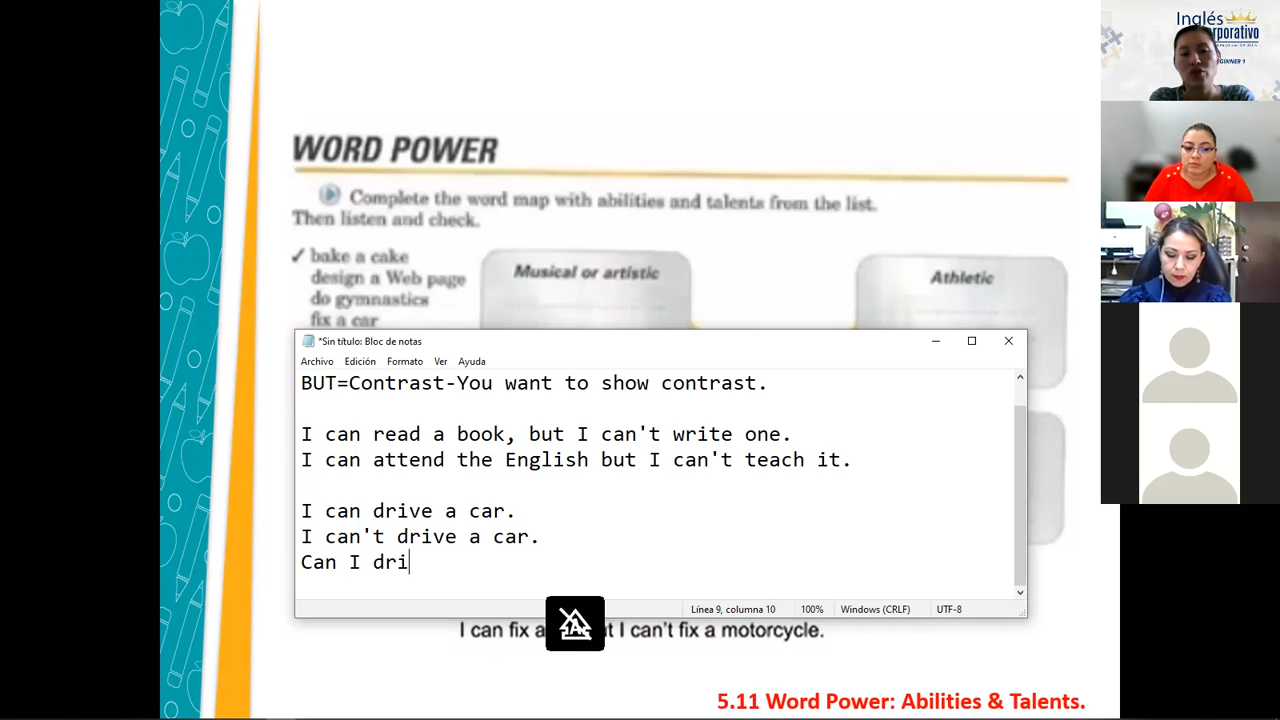 Inglés
rporativo
GINNER 1
WORD POWER
Complete the word map with abilities and talents from the list.
Then listen and check.
✓ bake a cake
design a Web page
do gymnastics
fix a car
Musical or artistic
Athletic
*Sin título: Bloc de notas
Archivo Edición Formato Ver Ayuda
BUT=Contrast-You want to show contrast.
I can read a book, but I can't write one.
I can attend the English but I can't teach it.
I can drive a car.
I can't drive a car.
Can I dri
Línea 9, columna 10 100% Windows (CRLF) UTF-8
I can fix a t I can't fix a motorcycle.
5.11 Word Power: Abilities & Talents.